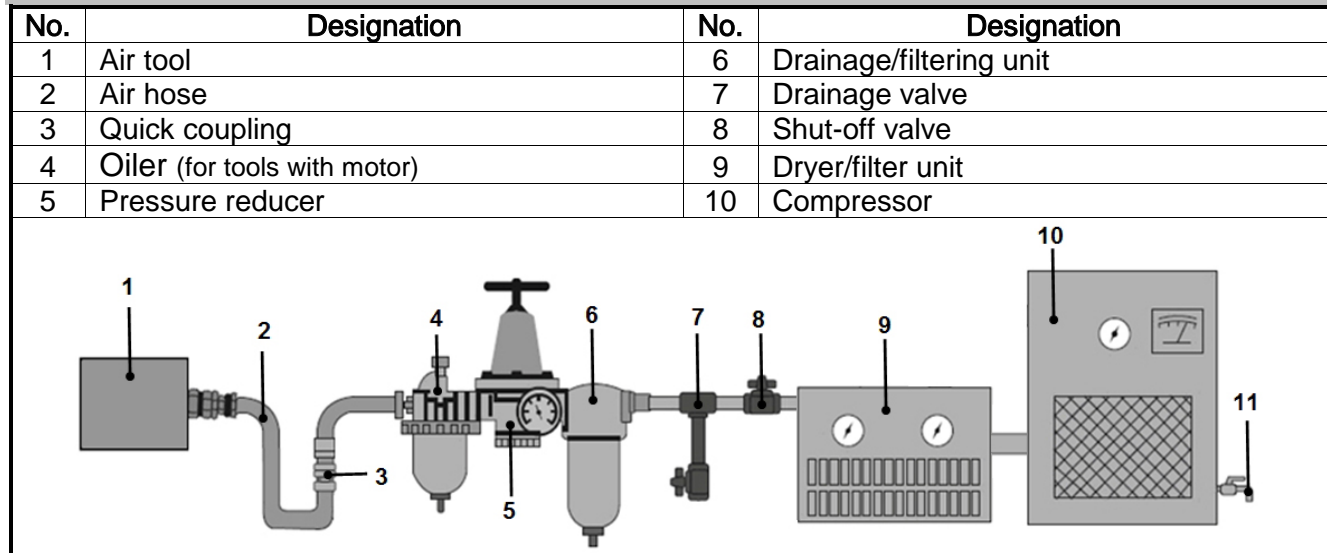 No. Designation No. Designation
1 Air tool 6 Drainage/filtering unit
2 Air hose 7 Drainage valve
3 Quick coupling 8 Shut-off valve
4 Oiler (for tools with motor) 9 Dryer/filter unit
5 Pressure reducer 10 Compressor
10
1
2
4
6
7
8
9
11
3
5